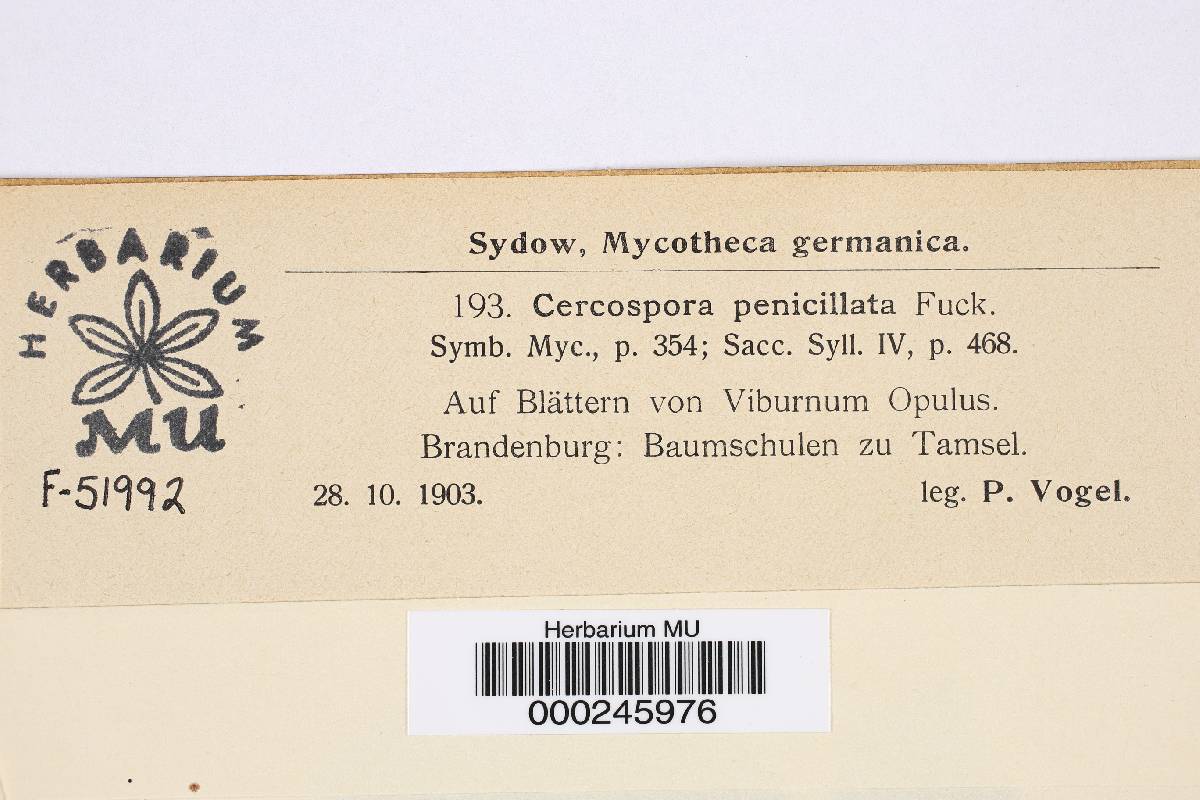 HERBARIUM
MU
F-51992
Sydow, Mycotheca germanica.
193. Cercospora penicillata Fuck.
Symb. Myc., p. 354; Sacc. Syll. IV, p. 468.
Auf Blättern von Viburnum Opulus.
Brandenburg: Baumschulen zu Tamsel.
28. 10. 1903. leg. P. Vogel.
Herbarium MU
000245976